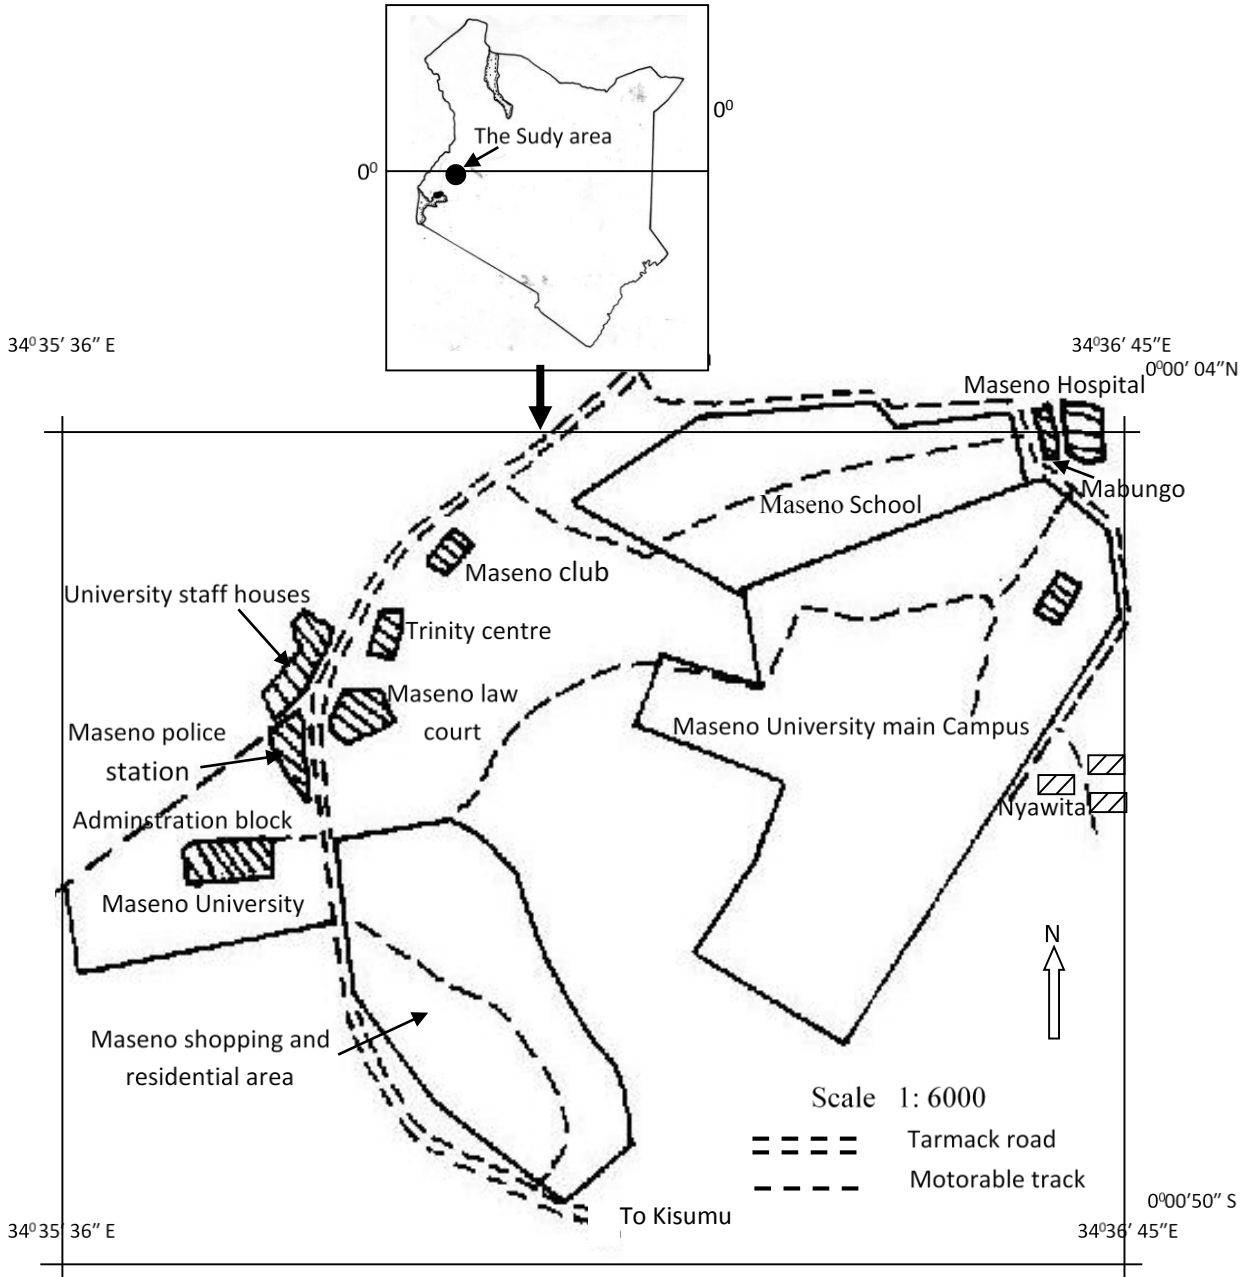 0⁰
The Sudy area
0⁰
34⁰35’ 36” E
34⁰36’ 45”E
0⁰00’ 04”N
Maseno Hospital
Mabungo
Maseno School
Maseno club
University staff houses
Trinity centre
Maseno law
court
Maseno University main Campus
Maseno police
station
Nyawita
Adminstration block
Maseno University
N
Maseno shopping and
residential area
Scale 1: 6000
Tarmack road
Motorable track
To Kisumu
0⁰00’50” S
34⁰35’ 36” E
34⁰36’ 45”E